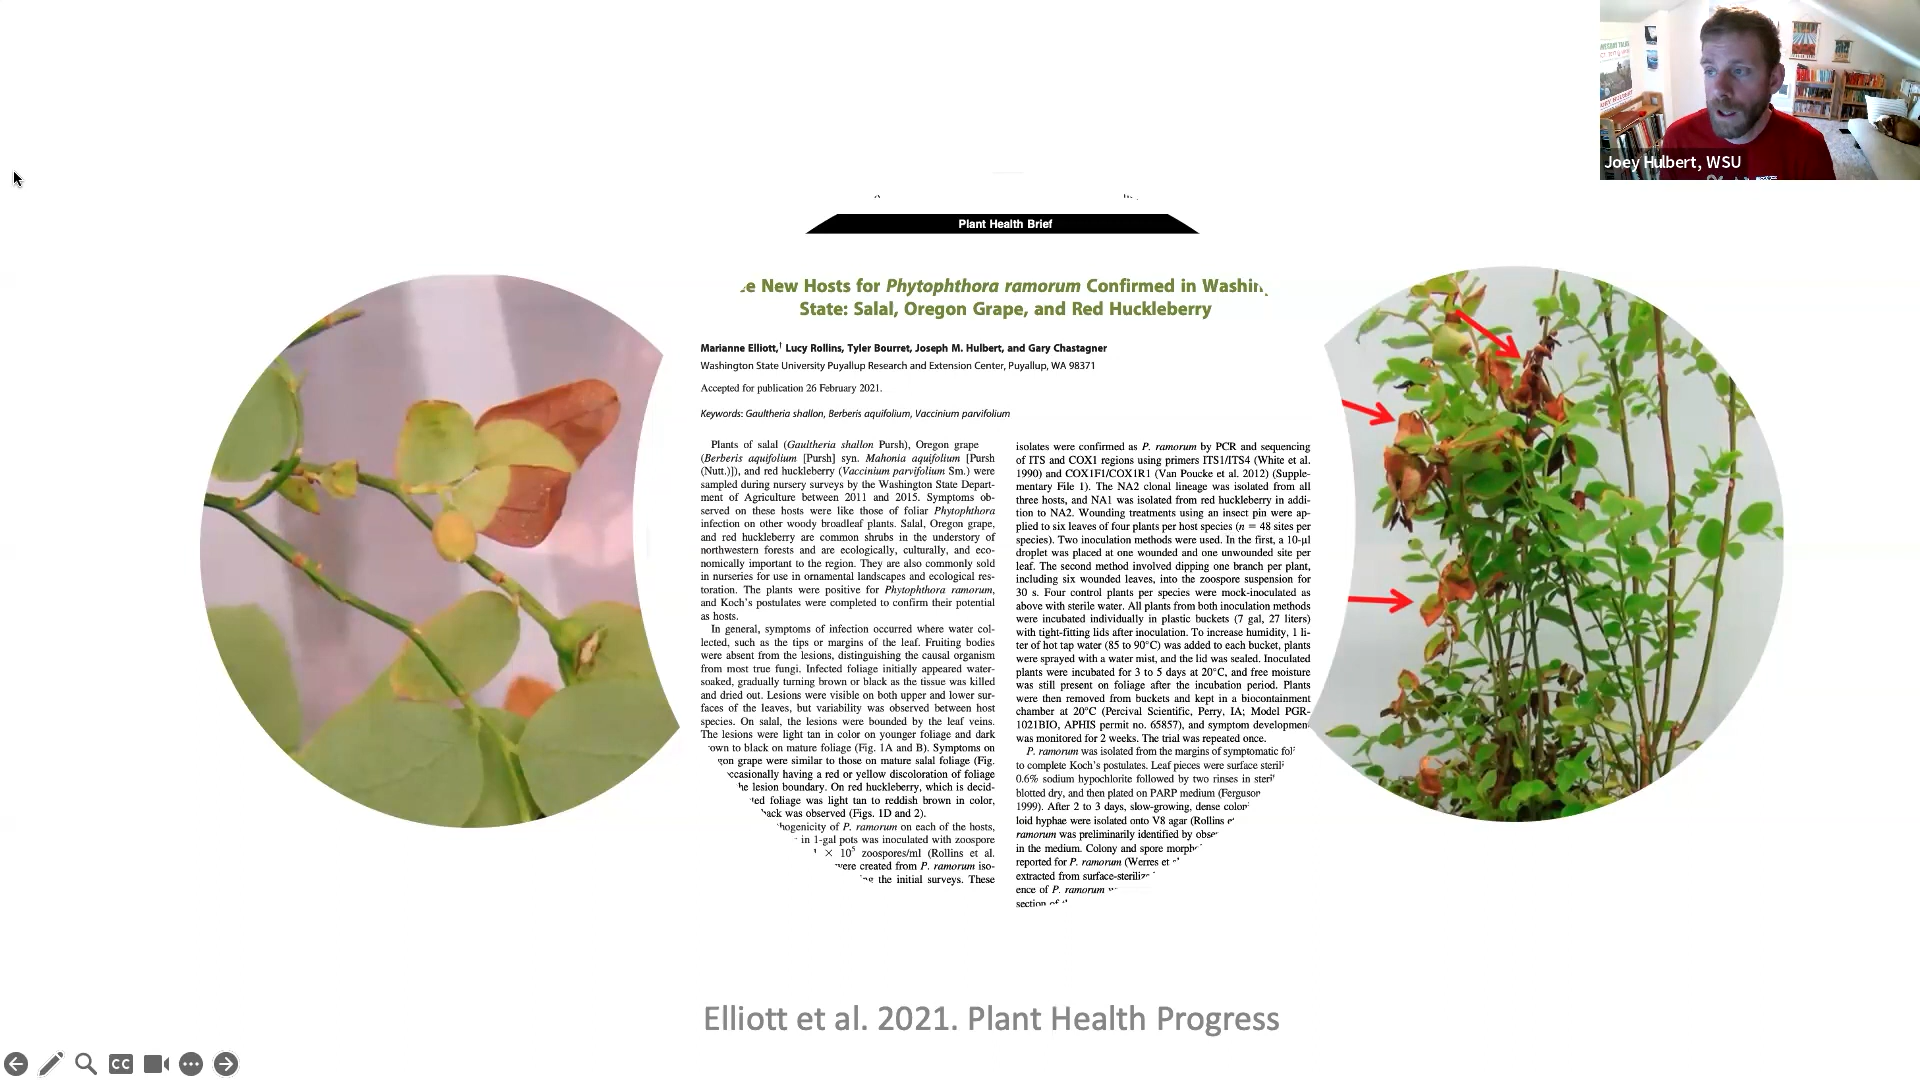 Joey Hulbert, WSU
Plant Health Brief
New Hosts for Phytophthora ramorum Confirmed in
State: Salal, Oregon Grape, and Red Huckleberry
Marianne Elliott,† Lucy Rollins, Tyler Bourret, Joseph M. Hulbert, and Gary Chastagner
Washington State University Puyallup Research and Extension Center, Puyallup, WA 98371
Accepted for publication 26 February 2021.
Keywords: Gaultheria shallon, Berberis aquifolium, Vaccinium parvifolium
Plants of salal (Gaultheria shallon Pursh), Oregon grape
(Berberis aquifolium [Pursh] syn. Mahonia aquifolium [Pursh
(Nutt.)]), and red huckleberry (Vaccinium parvifolium Sm.) were
sampled during nursery surveys by the Washington State Depart-
ment of Agriculture between 2011 and 2015. Symptoms ob-
served on these hosts were like those of foliar Phytophthora
infection on other woody broadleaf plants. Salal, Oregon grape,
and red huckleberry are common shrubs in the understory of
northwestern forests and are ecologically, culturally, and eco-
nomically important to the region. They are also commonly sold
in nurseries for use in ornamental landscapes and ecological res-
toration. The plants were positive for Phytophthora ramorum,
and Koch's postulates were completed to confirm their potential
as hosts.
In general, symptoms of infection occurred where water col-
lected, such as the tips or margins of the leaf. Fruiting bodies
were absent from the lesions, distinguishing the causal organism
from most true fungi. Infected foliage initially appeared water-
soaked, gradually turning brown or black as the tissue was killed
and dried out. Lesions were visible on both upper and lower sur-
faces of the leaves, but variability was observed between host
species. On salal, the lesions were bounded by the leaf veins.
The lesions were light tan in color on younger foliage and dark
to black on mature foliage (Fig. 1A and B). Symptoms on
grape were similar to those on mature salal foliage (Fig.
having a red or yellow discoloration of foliage
lesion boundary. On red huckleberry, which is decid-
foliage was light tan to reddish brown in color,
was observed (Figs. 1D and 2).
of P. ramorum on each of the hosts,
in 1-gal pots was inoculated with zoospore
× 10⁵ zoospores/ml (Rollins et al.
were created from P. ramorum iso-
the initial surveys. These
isolates were confirmed as P. ramorum by PCR and sequencing
of ITS and COX1 regions using primers ITS1/ITS4 (White et al.
1990) and COX1F1/COX1R1 (Van Poucke et al. 2012) (Supple-
mentary File 1). The NA2 clonal lineage was isolated from all
three hosts, and NA1 was isolated from red huckleberry in addi-
tion to NA2. Wounding treatments using an insect pin were ap-
plied to six leaves of four plants per host species (n = 48 sites per
species). Two inoculation methods were used. In the first, a 10-µl
droplet was placed at one wounded and one unwounded site per
leaf. The second method involved dipping one branch per plant,
including six wounded leaves, into the zoospore suspension for
30 s. Four control plants per species were mock-inoculated as
above with sterile water. All plants from both inoculation methods
were incubated individually in plastic buckets (7 gal, 27 liters)
with tight-fitting lids after inoculation. To increase humidity, 1 li-
ter of hot tap water (85 to 90°C) was added to each bucket, plants
were sprayed with a water mist, and the lid was sealed. Inoculated
plants were incubated for 3 to 5 days at 20°C, and free moisture
was still present on foliage after the incubation period. Plants
were then removed from buckets and kept in a biocontainment
chamber at 20°C (Percival Scientific, Perry, IA; Model PGR-
1021BIO, APHIS permit no. 65857), and symptom developmen
was monitored for 2 weeks. The trial was repeated once.
P. ramorum was isolated from the margins of symptomatic
to complete Koch's postulates. Leaf pieces were surface
0.6% sodium hypochlorite followed by two rinses in
blotted dry, and then plated on PARP medium (Ferguson
1999). After 2 to 3 days, slow-growing, dense
loid hyphae were isolated onto V8 agar (Rollins
ramorum was preliminarily identified by
in the medium. Colony and spore
reported for P. ramorum (Werres et
extracted from
ence of P. ramorum
section of
Elliott et al. 2021. Plant Health Progress
CC